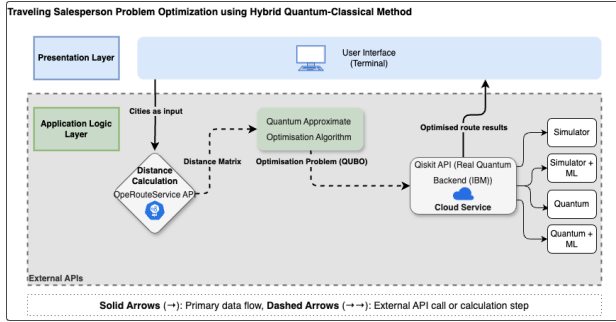 Traveling Salesperson Problem Optimization using Hybrid Quantum-Classical Method
Presentation Layer
User Interface
(Terminal)
Application Logic
Layer
Cities as input
Quantum Approximate
Optimisation Algorithm
Optimised route results
Distance
Calculation
OpeRouteService API
Distance Matrix
Optimisation Problem (QUBO)
Qiskit API (Real Quantum
Backend (IBM))
Cloud Service
Simulator
Simulator +
ML
Quantum
Quantum +
ML
External APIs
Solid Arrows (→): Primary data flow, Dashed Arrows (→→): External API call or calculation step